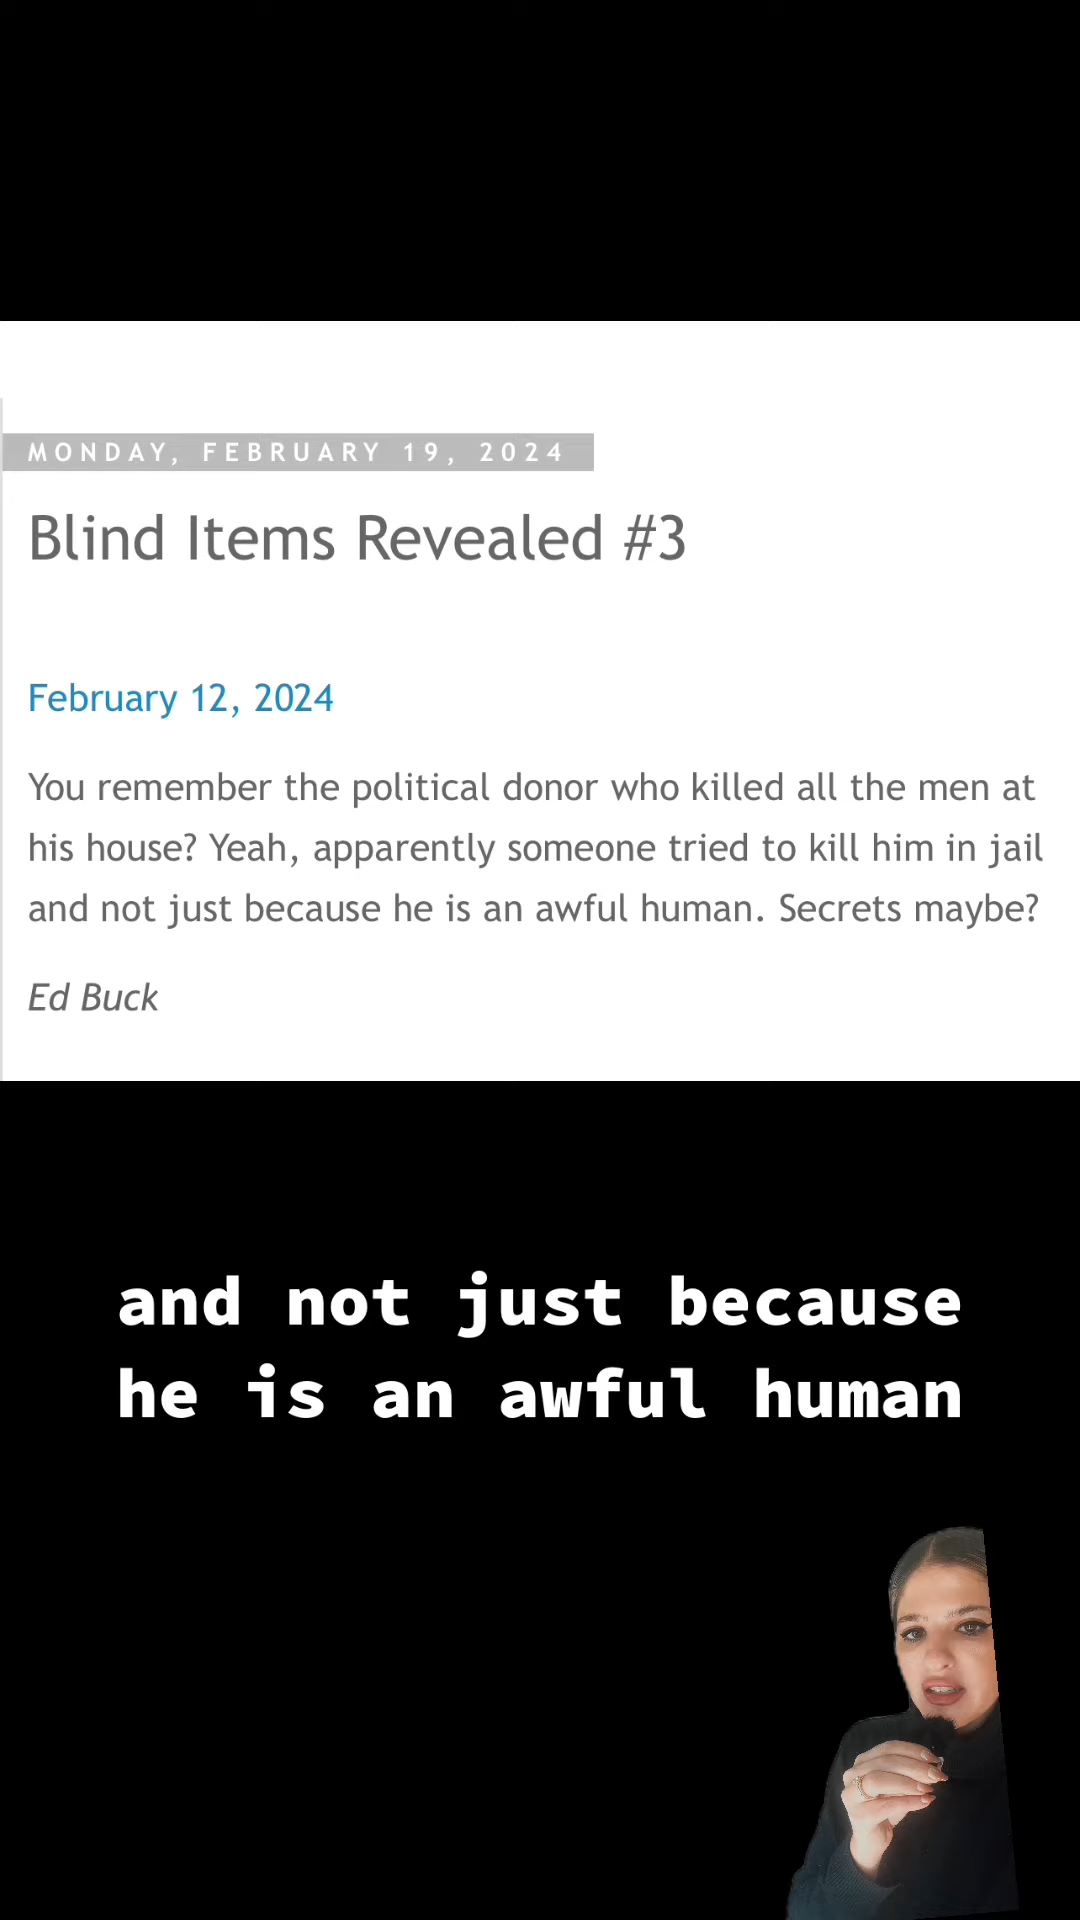 MONDAY, FEBRUARY 19, 2024
Blind Items Revealed #3
February 12, 2024
You remember the political donor who killed all the men at
his house? Yeah, apparently someone tried to kill him in jail
and not just because he is an awful human. Secrets maybe?
Ed Buck
and not just because
he is an awful human